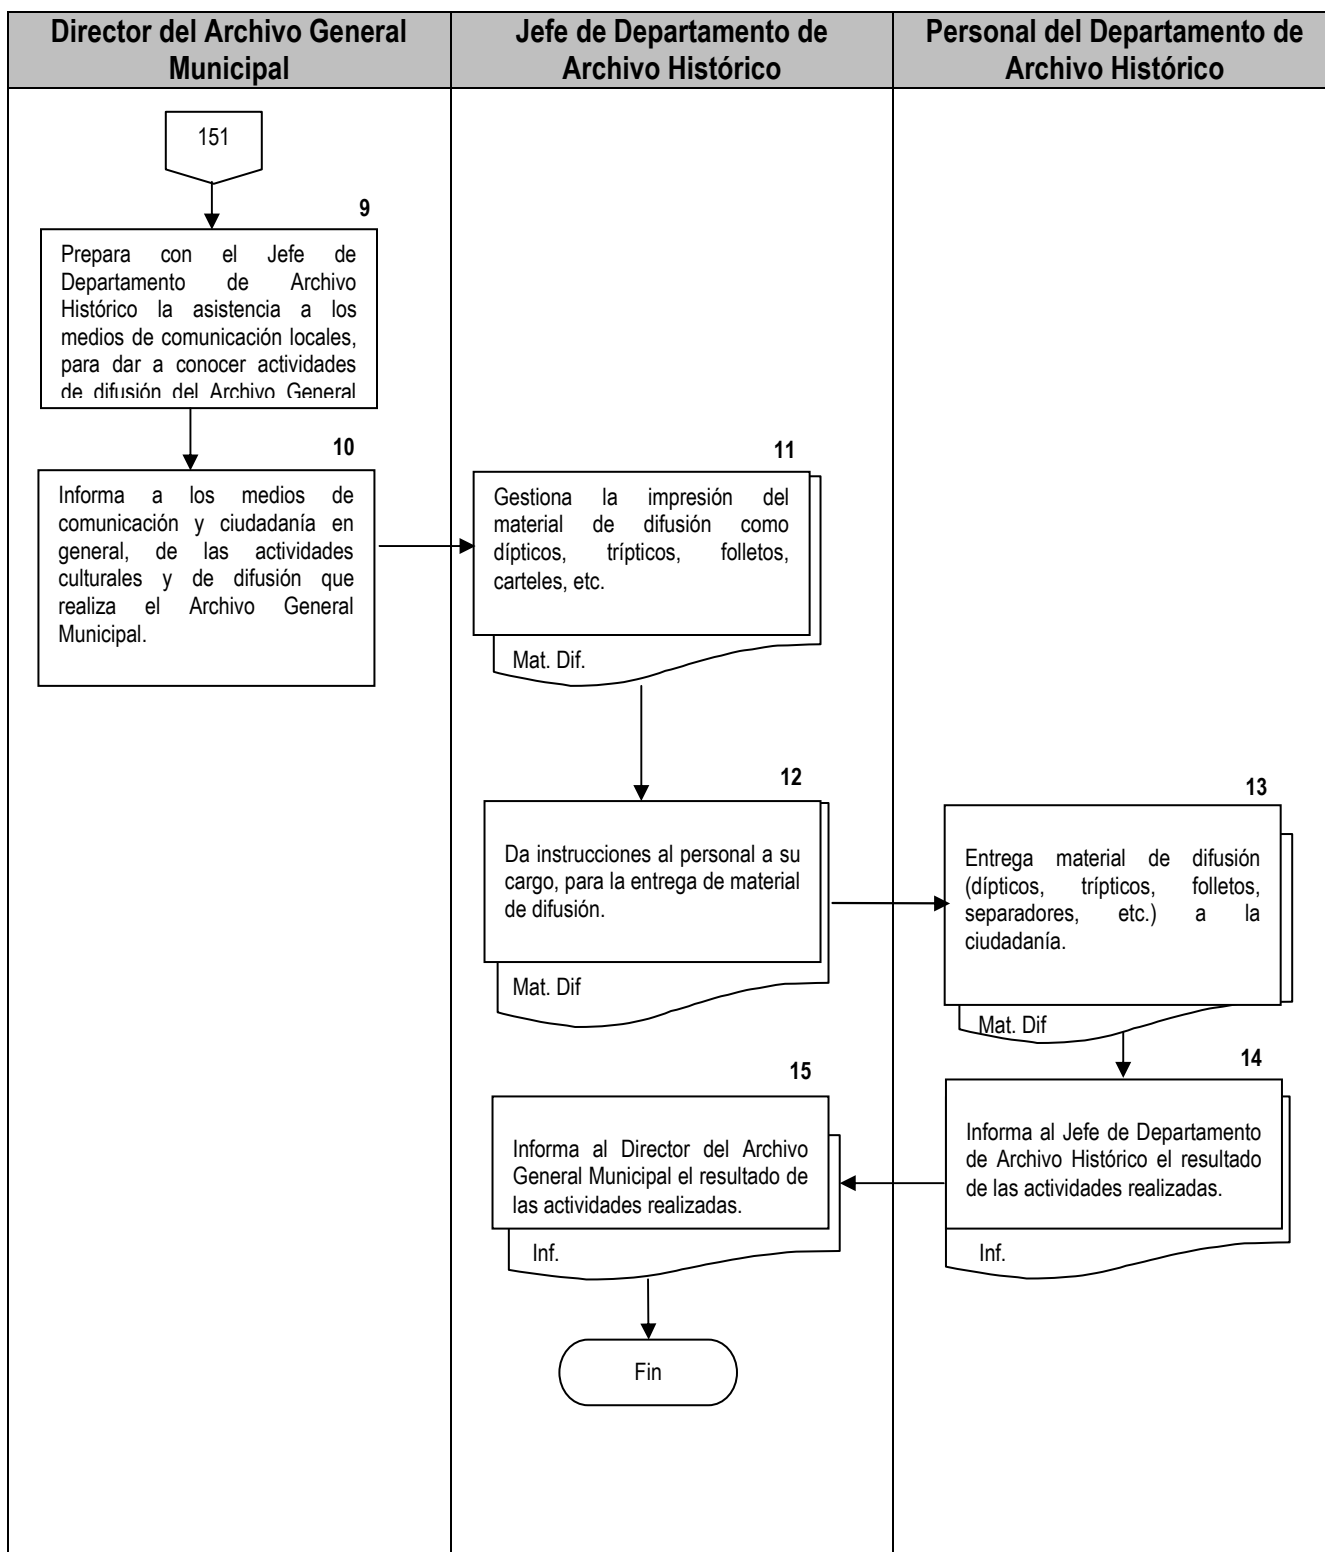 Director del Archivo General
Municipal
Jefe de Departamento de
Archivo Histórico
Personal del Departamento de
Archivo Histórico
151
9
Prepara con el Jefe de
Departamento de Archivo
Histórico la asistencia a los
medios de comunicación locales,
para dar a conocer actividades
de difusión del Archivo General
10
Informa a los medios de
comunicación y ciudadanía en
general, de las actividades
culturales y de difusión que
realiza el Archivo General
Municipal.
11
Gestiona la impresión del
material de difusión como
dípticos, trípticos, folletos,
carteles, etc.
Mat. Dif.
12
Da instrucciones al personal a su
cargo, para la entrega de material
de difusión.
Mat. Dif
13
Entrega material de difusión
(dípticos, trípticos, folletos,
separadores, etc.) a la
ciudadanía.
Mat. Dif
14
Informa al Jefe de Departamento
de Archivo Histórico el resultado
de las actividades realizadas.
Inf.
15
Informa al Director del Archivo
General Municipal el resultado de
las actividades realizadas.
Inf.
Fin